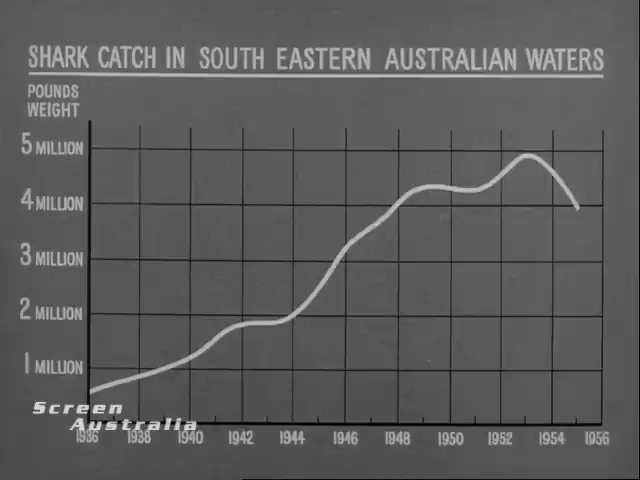 SHARK CATCH IN SOUTH EASTERN AUSTRALIAN WATERS
POUNDS
WEIGHT
5 MILLION
4 MILLION
3 MILLION
2 MILLION
1 MILLION
Screen
Australia
1936 1938 1940 1942 1944 1946 1948 1950 1952 1954 1956